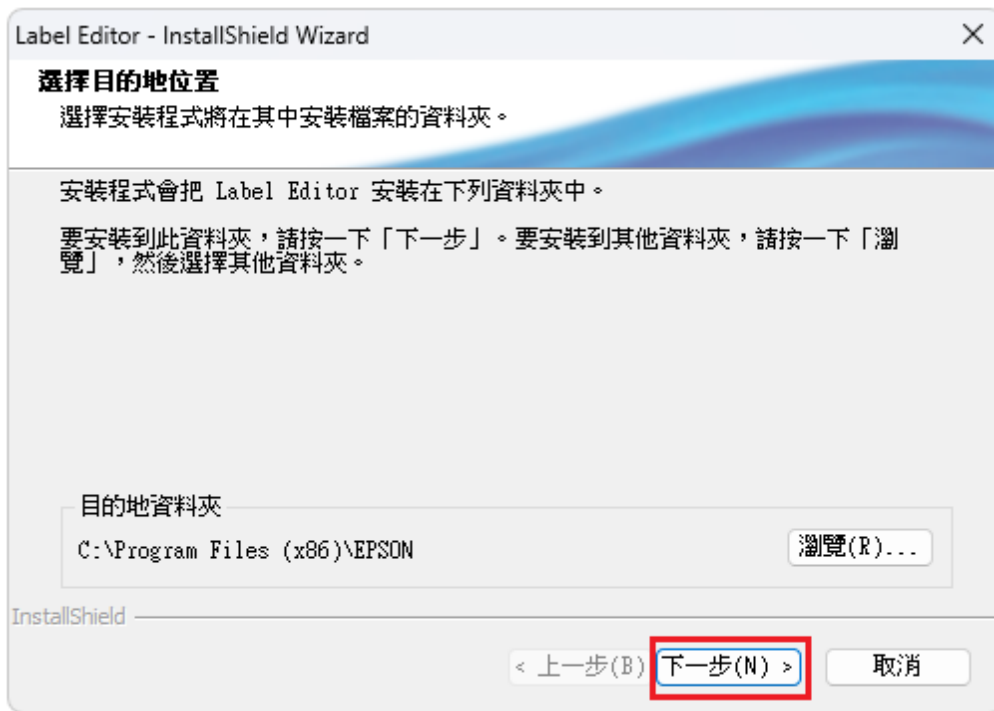 Label Editor - InstallShield Wizard
選擇目的地位置
選擇安裝程式將在其中安裝檔案的資料夾。
安裝程式會把 Label Editor 安裝在下列資料夾中。
要安裝到此資料夾，請按一下「下一步」。要安裝到其他資料夾，請按一下「瀏
覽」，然後選擇其他資料夾。
目的地資料夾
C:\Program Files (x86)\EPSON
瀏覽(R)...
InstallShield
< 上一步(B)
下一步(N) >
取消